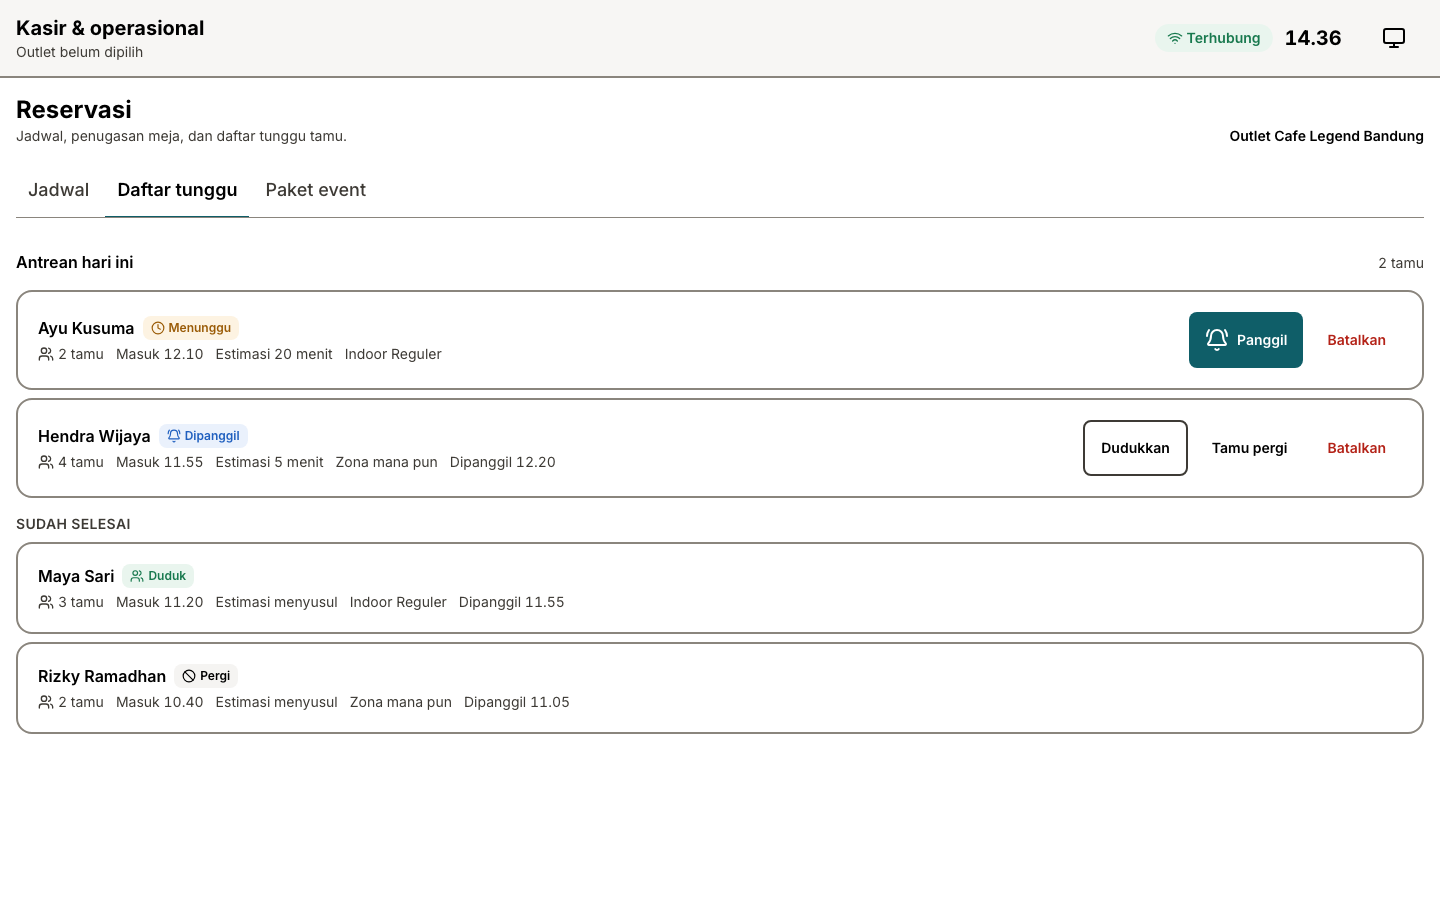 Kasir & operasional
Outlet belum dipilih
Terhubung
14.36
Reservasi
Jadwal, penugasan meja, dan daftar tunggu tamu.
Outlet Cafe Legend Bandung
Jadwal
Daftar tunggu
Paket event
Antrean hari ini
2 tamu
Ayu Kusuma Menunggu
2 tamu Masuk 12.10 Estimasi 20 menit Indoor Reguler
Panggil
Batalkan
Hendra Wijaya Dipanggil
4 tamu Masuk 11.55 Estimasi 5 menit Zona mana pun Dipanggil 12.20
Dudukkan
Tamu pergi
Batalkan
SUDAH SELESAI
Maya Sari Duduk
3 tamu Masuk 11.20 Estimasi menyusul Indoor Reguler Dipanggil 11.55
Rizky Ramadhan Pergi
2 tamu Masuk 10.40 Estimasi menyusul Zona mana pun Dipanggil 11.05